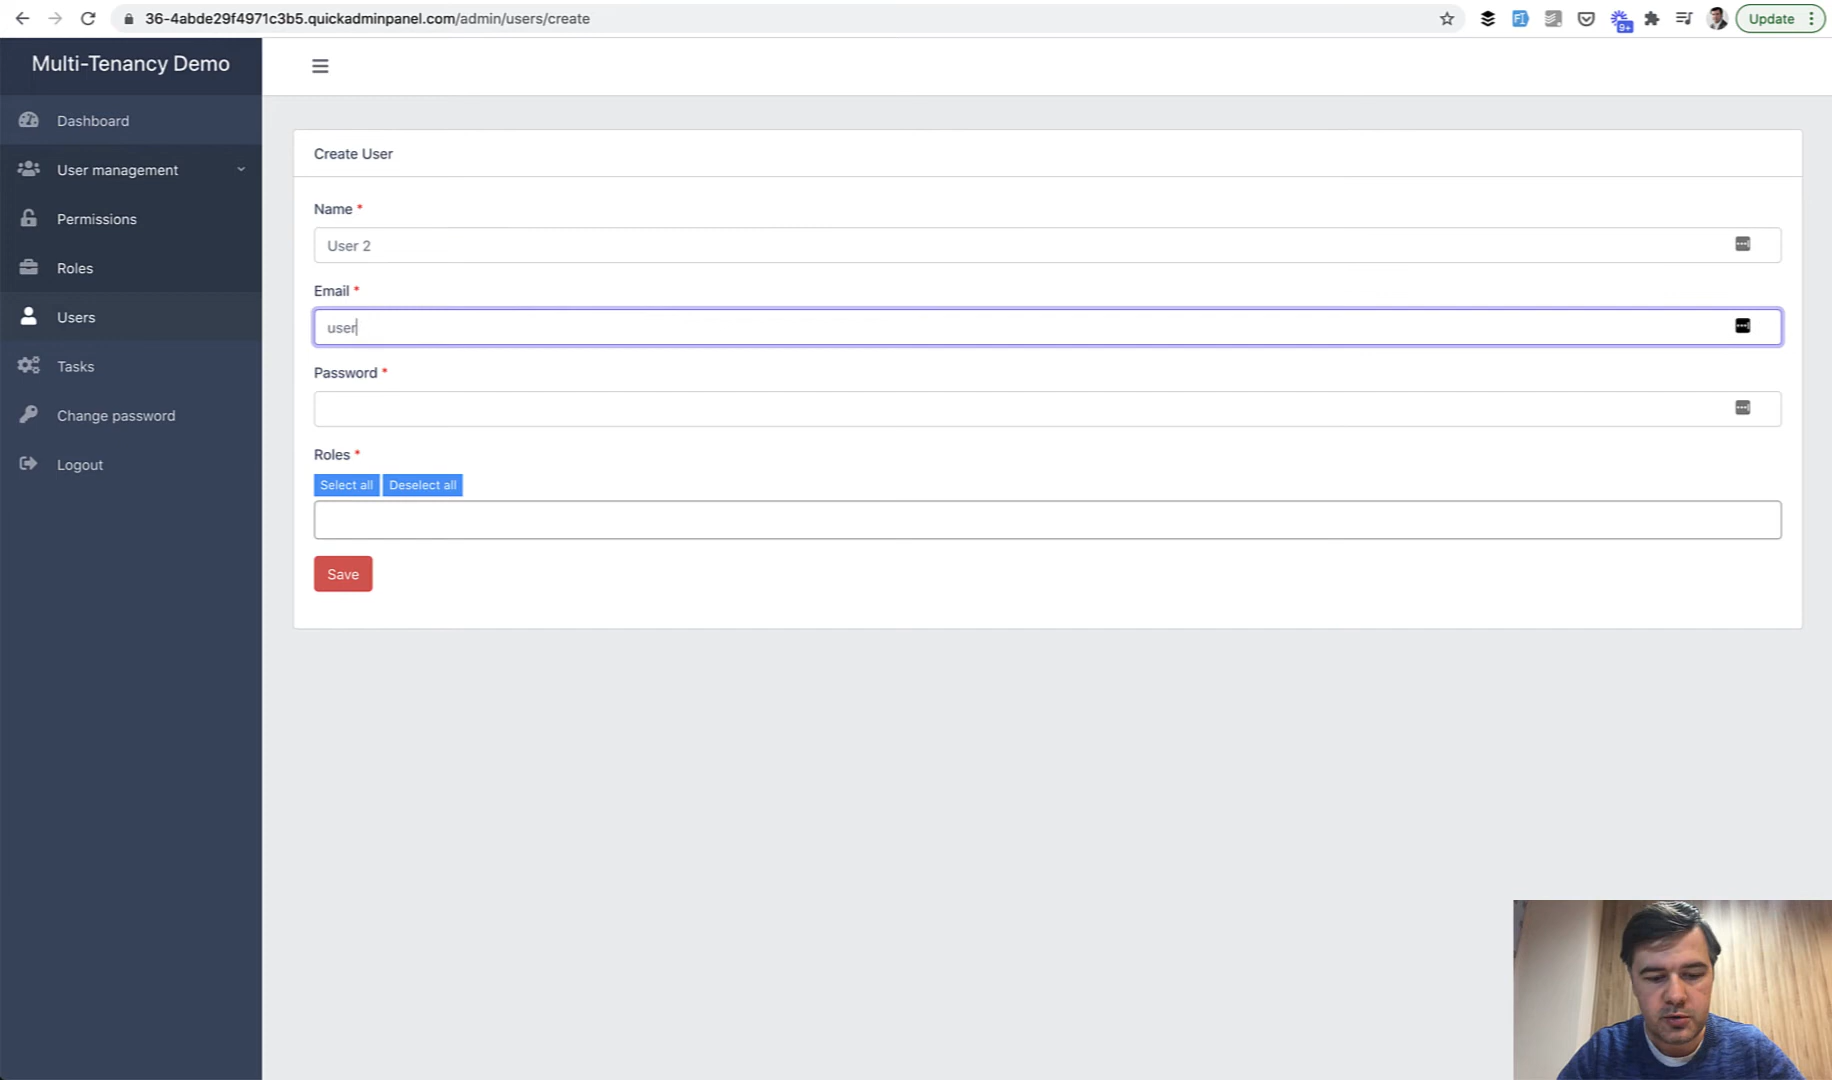 36-4abde29f4971c3b5.quickadminpanel.com/admin/users/create
9+
Update
Multi-Tenancy Demo
Dashboard
User management
Permissions
Roles
Users
Tasks
Change password
Logout
Create User
Name *
User 2
Email *
user
Password *
Roles *
Select all Deselect all
Save